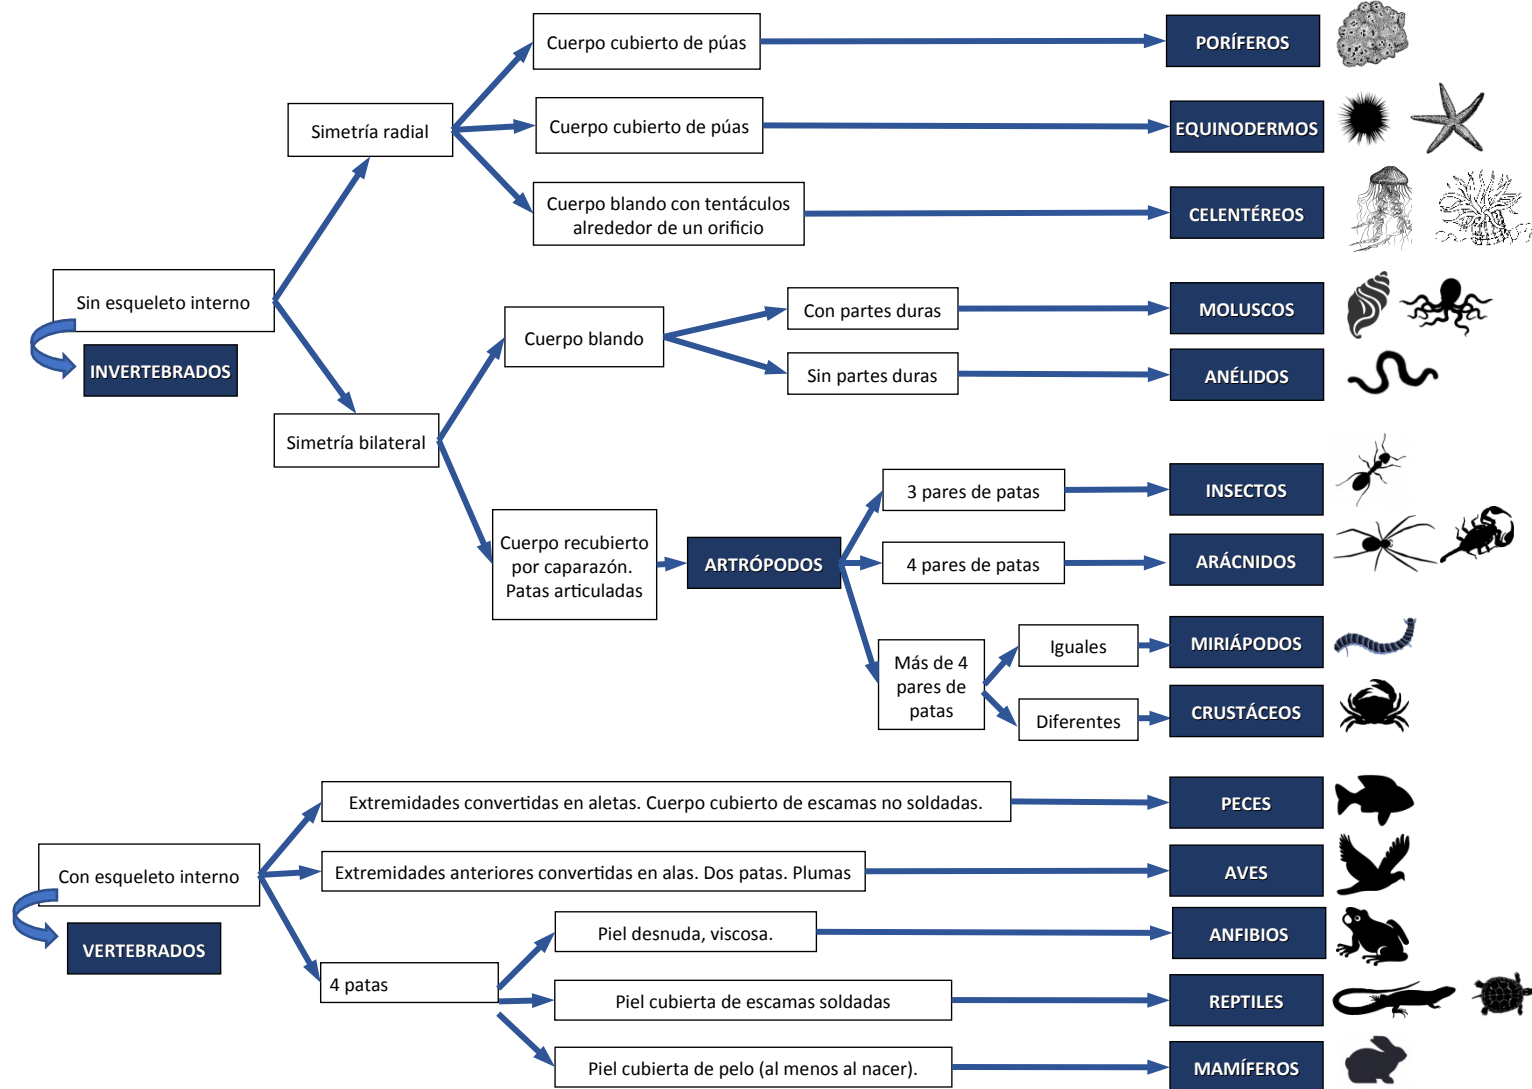 Cuerpo cubierto de púas
PORÍFEROS
Simetría radial
Cuerpo cubierto de púas
EQUINODERMOS
Cuerpo blando con tentáculos
alrededor de un orificio
CELENTÉREOS
Sin esqueleto interno
INVERTEBRADOS
Cuerpo blando
Con partes duras
MOLUSCOS
Sin partes duras
ANÉLIDOS
Simetría bilateral
Cuerpo recubierto
por caparazón.
Patas articuladas
ARTRÓPODOS
3 pares de patas
INSECTOS
4 pares de patas
ARÁCNIDOS
Más de 4
pares de
patas
Iguales
MIRIÁPODOS
Diferentes
CRUSTÁCEOS
Con esqueleto interno
VERTEBRADOS
Extremidades convertidas en aletas. Cuerpo cubierto de escamas no soldadas.
PECES
Extremidades anteriores convertidas en alas. Dos patas. Plumas
AVES
4 patas
Piel desnuda, viscosa.
ANFIBIOS
Piel cubierta de escamas soldadas
REPTILES
Piel cubierta de pelo (al menos al nacer).
MAMÍFEROS